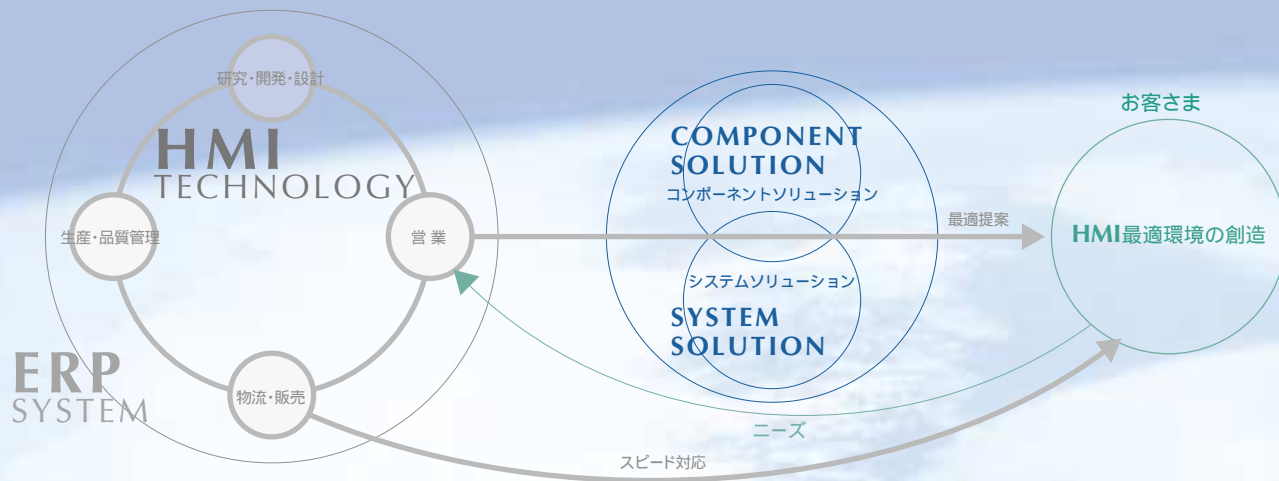 研究・開発・設計
HMI
TECHNOLOGY
生産・品質管理
営業
物流・販売
ERP
SYSTEM
COMPONENT
SOLUTION
コンポーネントソリューション
システムソリューション
SYSTEM
SOLUTION
最適提案
お客さま
HMI最適環境の創造
ニーズ
スピード対応